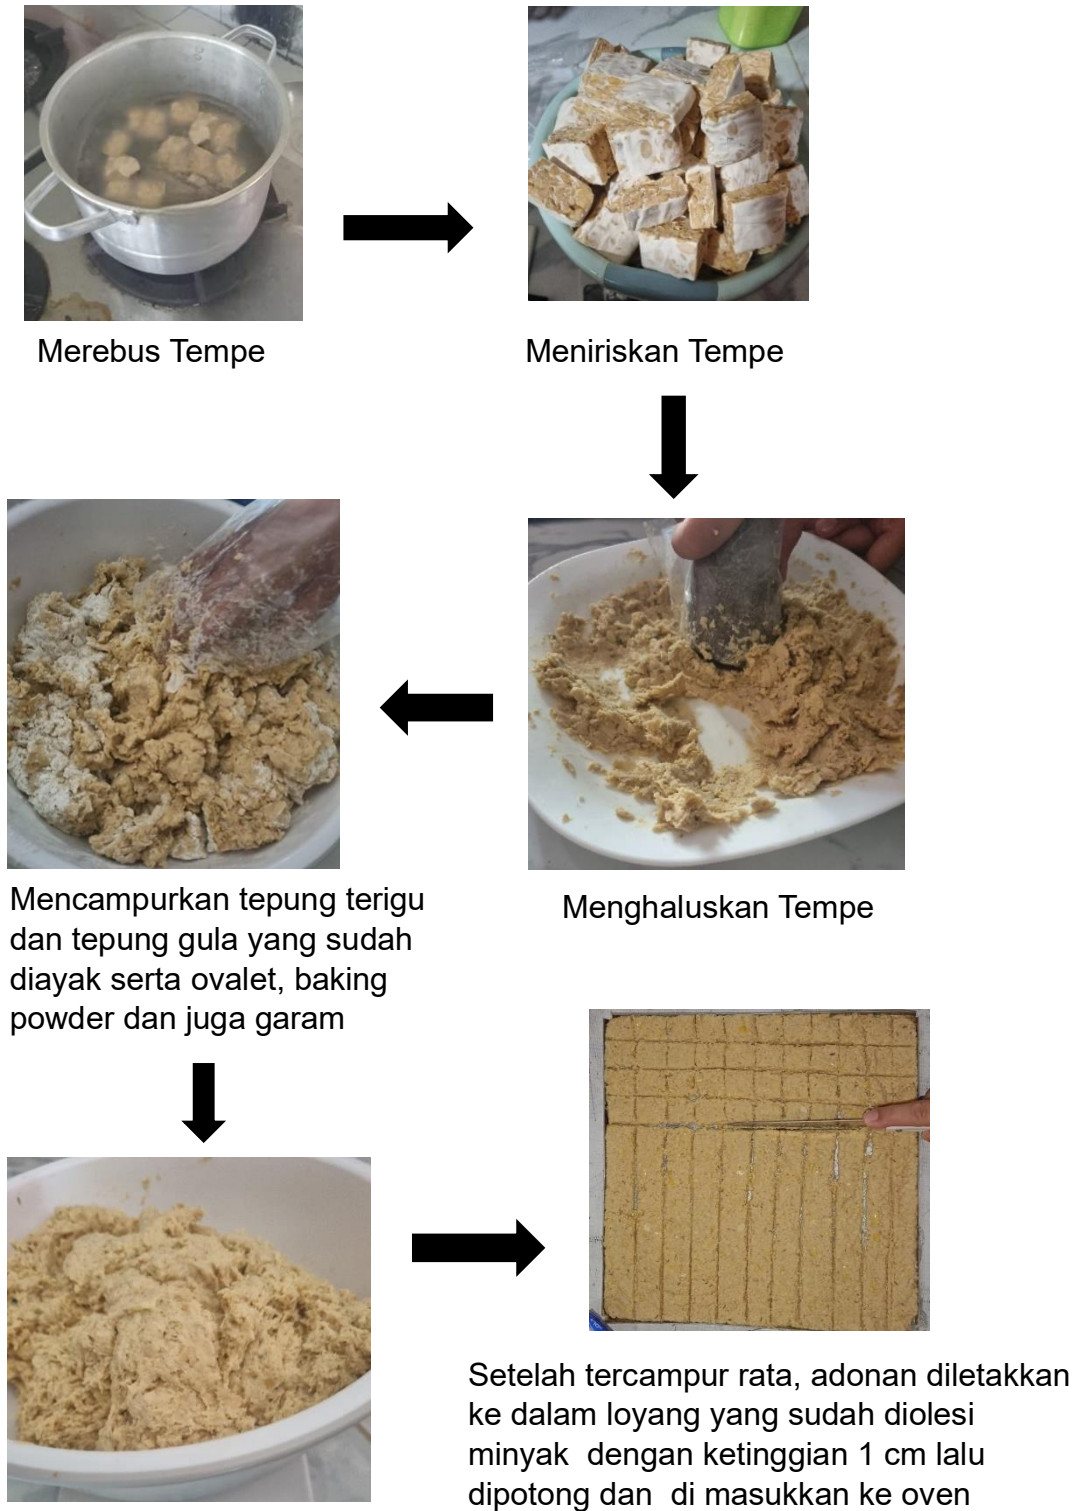 Merebus Tempe
Meniriskan Tempe
Menghaluskan Tempe
Mencampurkan tepung terigu
dan tepung gula yang sudah
diayak serta ovalet, baking
powder dan juga garam
Setelah tercampur rata, adonan diletakkan
ke dalam loyang yang sudah diolesi
minyak  dengan ketinggian 1 cm lalu
dipotong dan  di masukkan ke oven